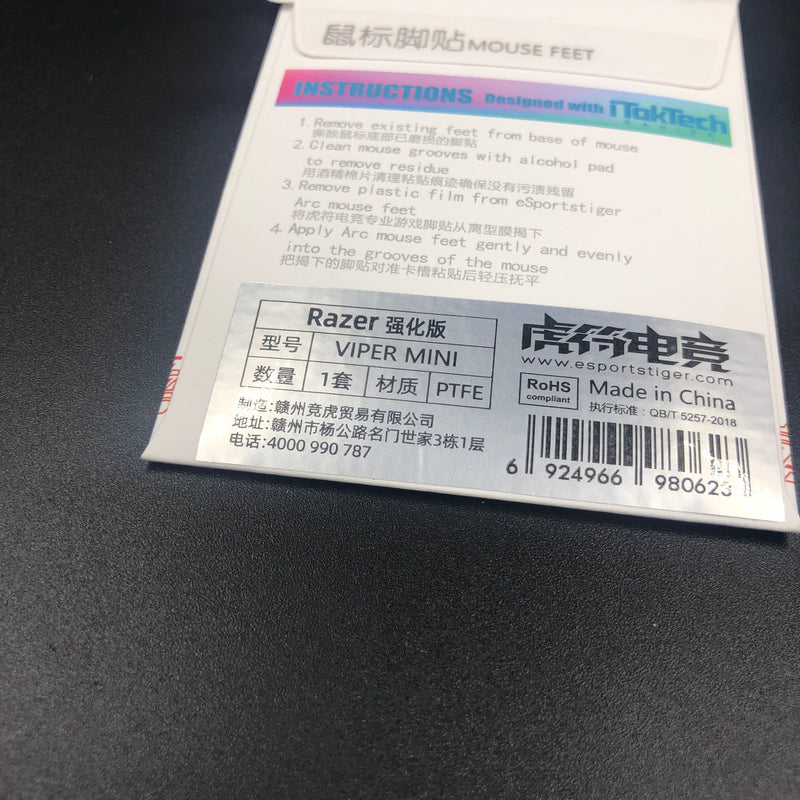 鼠标脚贴 MOUSE FEET
INSTRUCTIONS Designed with iTakTech
GAMING
1. Remove existing feet from base of mouse
撕除鼠标底部已磨损的脚贴
2. Clean mouse grooves with alcohol pad
to remove residue
用酒精棉片清理粘贴痕迹确保没有污渍残留
3. Remove plastic film from eSportstiger
Arc mouse feet
将虎符电竞专业游戏脚贴从离型膜揭下
4. Apply Arc mouse feet gently and evenly
into the grooves of the mouse
把揭下的脚贴对准卡槽粘贴后轻压抚平
Razer 强化版
型号 VIPER MINI
数量 1套 材质 PTFE
制造: 赣州竞虎贸易有限公司
地址: 赣州市杨公路名门世家3栋1层
电话:4000 990 787
虎符电竞
www.esportstiger.com
RoHS compliant Made in China
执行标准：QB/T 5257-2018
6 924966 980623